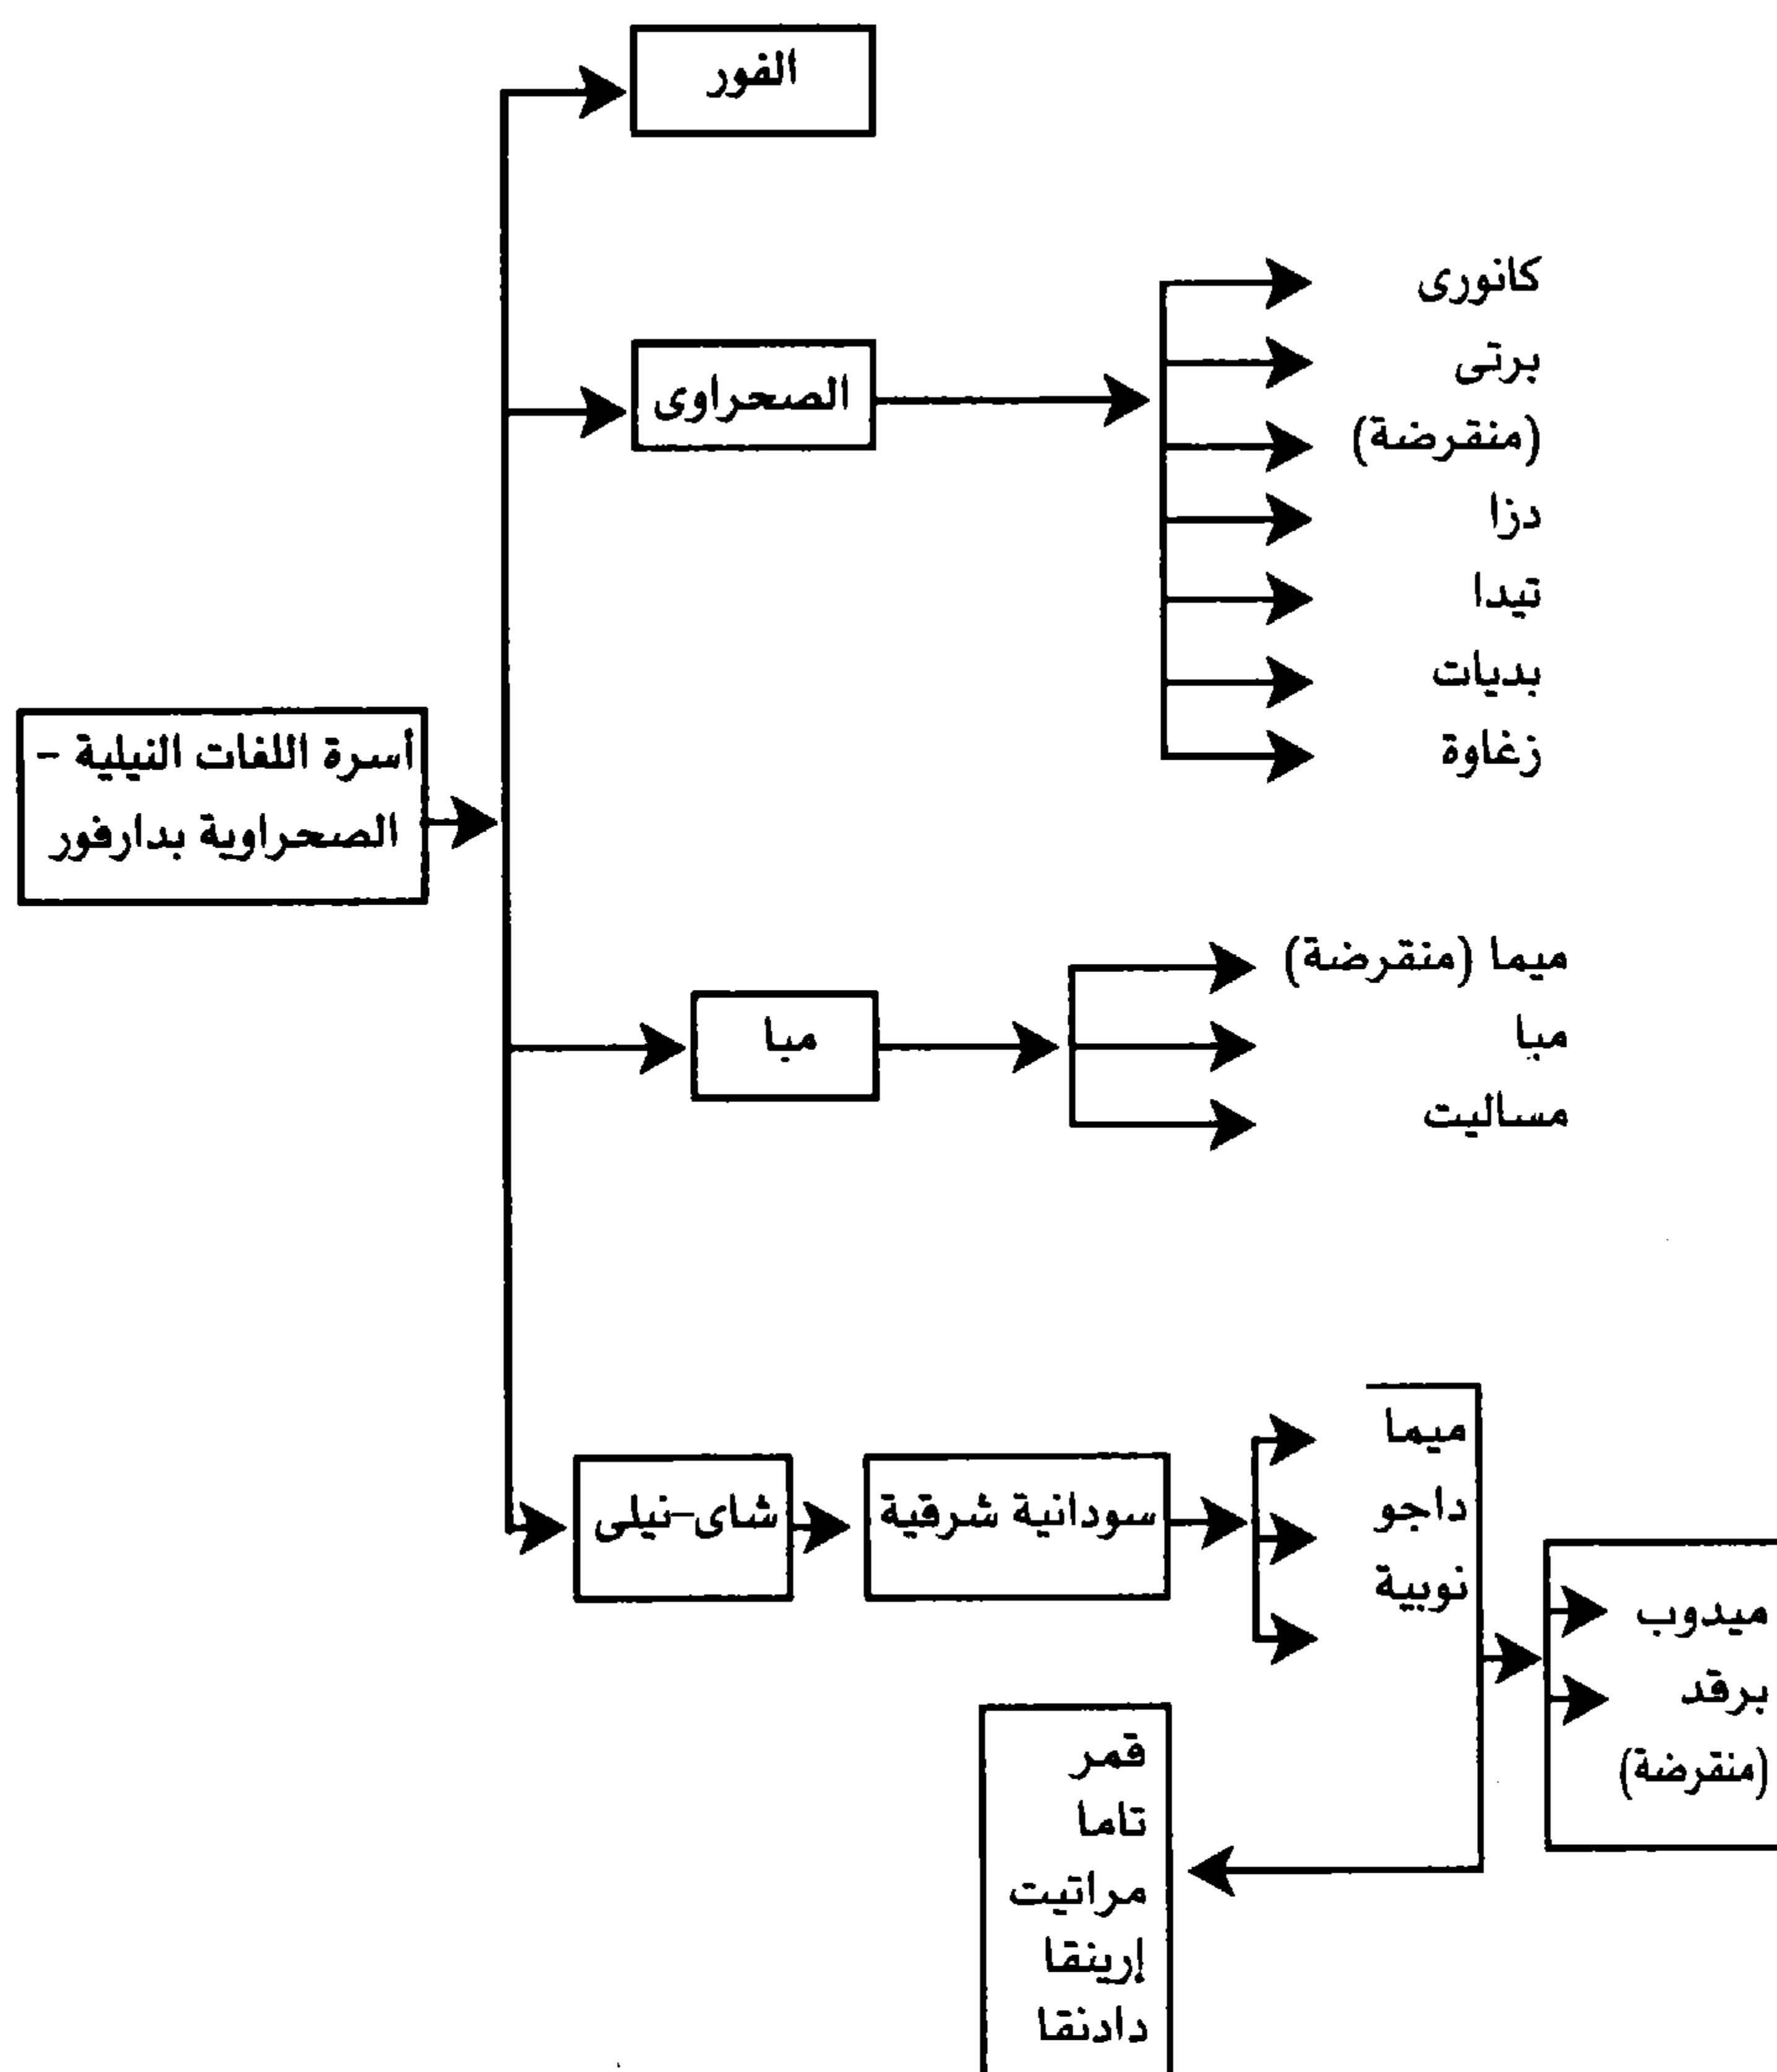 الفور
كانورى
برتى
(منقرضة)
دزا
تيدا
بديات
زغاوة
الصحراوى
أسرة اللغات النيلية –
الصحراوية بدارفور
ميما (منقرضة)
مبا
مساليت
مبا
شاى-نيلى
سودانية شرقية
ميما
داجو
نوبية
ميدوب
برقد
(منقرضة)
قمر
تاما
مراتيت
إرينقا
دادنقا